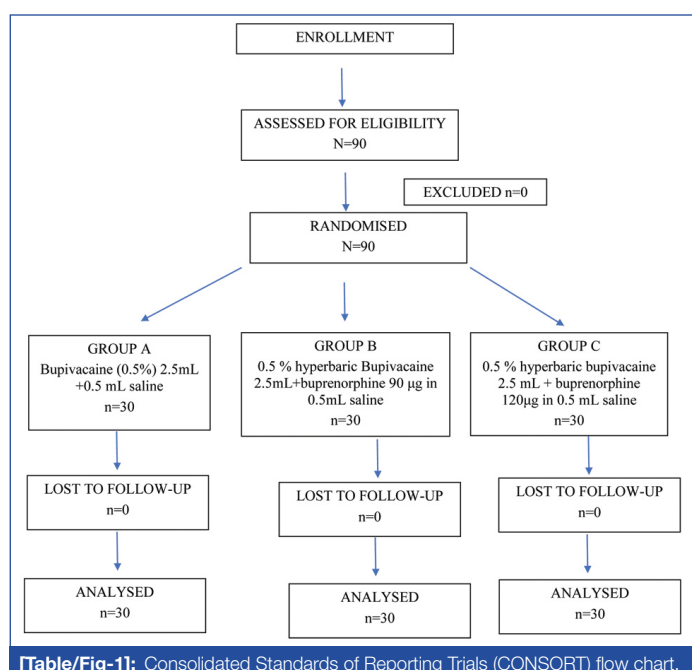 ENROLLMENT
ASSESSED FOR ELIGIBILITY
N=90
EXCLUDED n=0
RANDOMISED
N=90
GROUP A
Bupivacaine (0.5%) 2.5mL
+0.5 mL saline
n=30
GROUP B
0.5 % hyperbaric Bupivacaine
2.5mL+buprenorphine 90 µg in
0.5mL saline
n=30
GROUP C
0.5 % hyperbaric bupivacaine
2.5 mL + buprenorphine
120µg in 0.5 mL saline
n=30
LOST TO FOLLOW-UP
n=0
LOST TO FOLLOW-UP
n=0
LOST TO FOLLOW-UP
n=0
ANALYSED
n=30
ANALYSED
n=30
ANALYSED
n=30
[Table/Fig-1]: Consolidated Standards of Reporting Trials (CONSORT) flow chart.